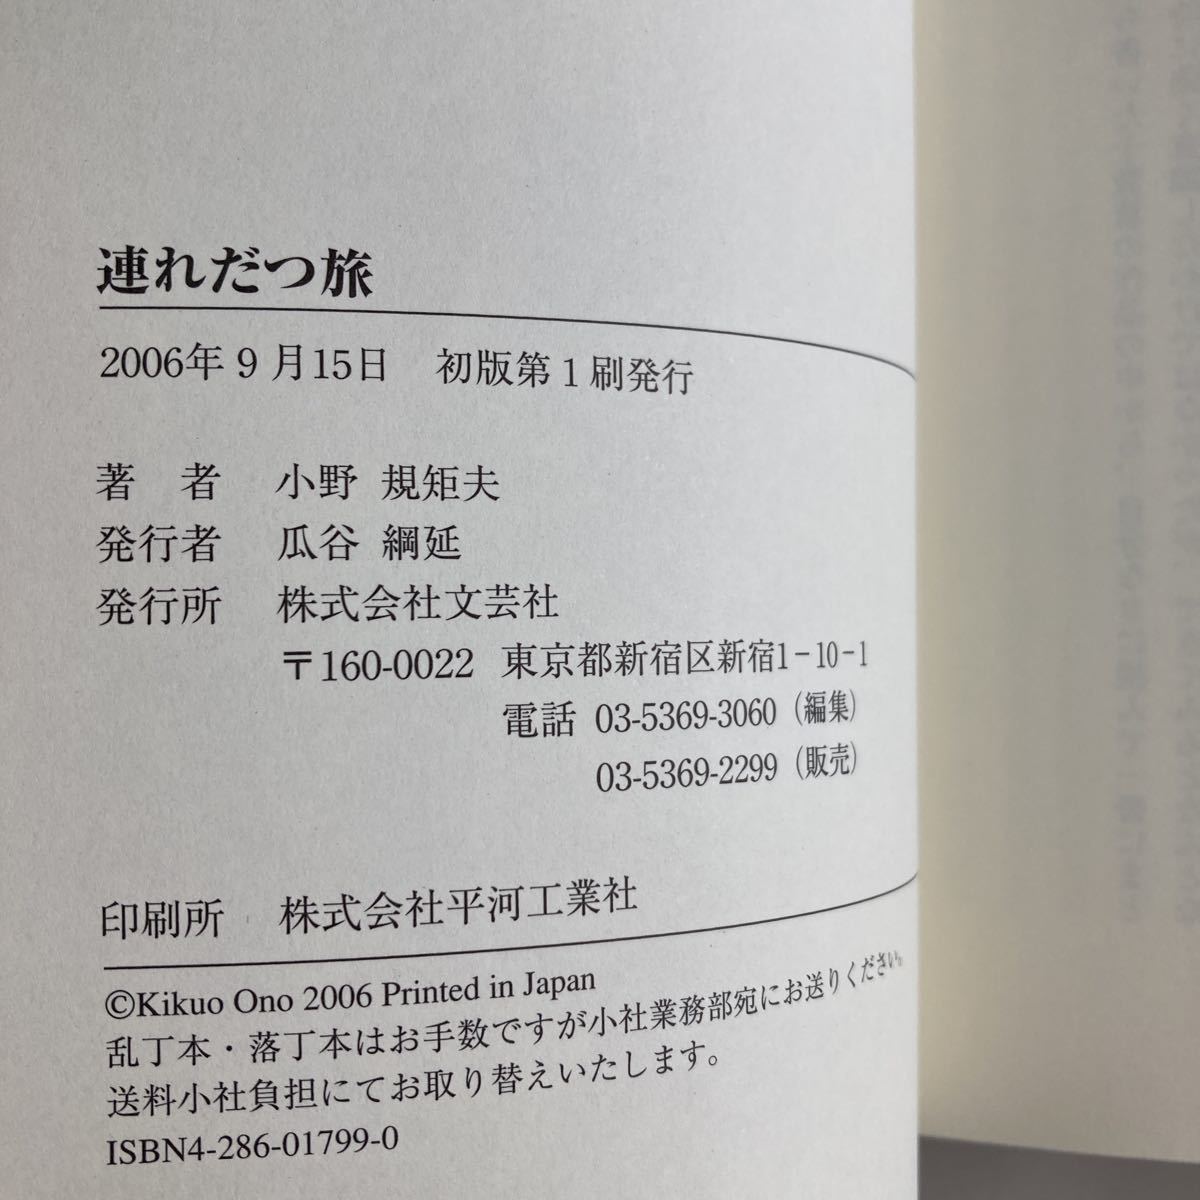 連れだつ旅
2006年9月15日　初版第1刷発行
著　者　小野 規矩夫
発行者　瓜谷 綱延
発行所　株式会社文芸社
〒160-0022 東京都新宿区新宿1－10－1
電話 03-5369-3060（編集）
03-5369-2299（販売）
印刷所　株式会社平河工業社
©Kikuo Ono 2006 Printed in Japan
乱丁本・落丁本はお手数ですが小社業務部宛にお送りください。
送料小社負担にてお取り替えいたします。
ISBN4-286-01799-0